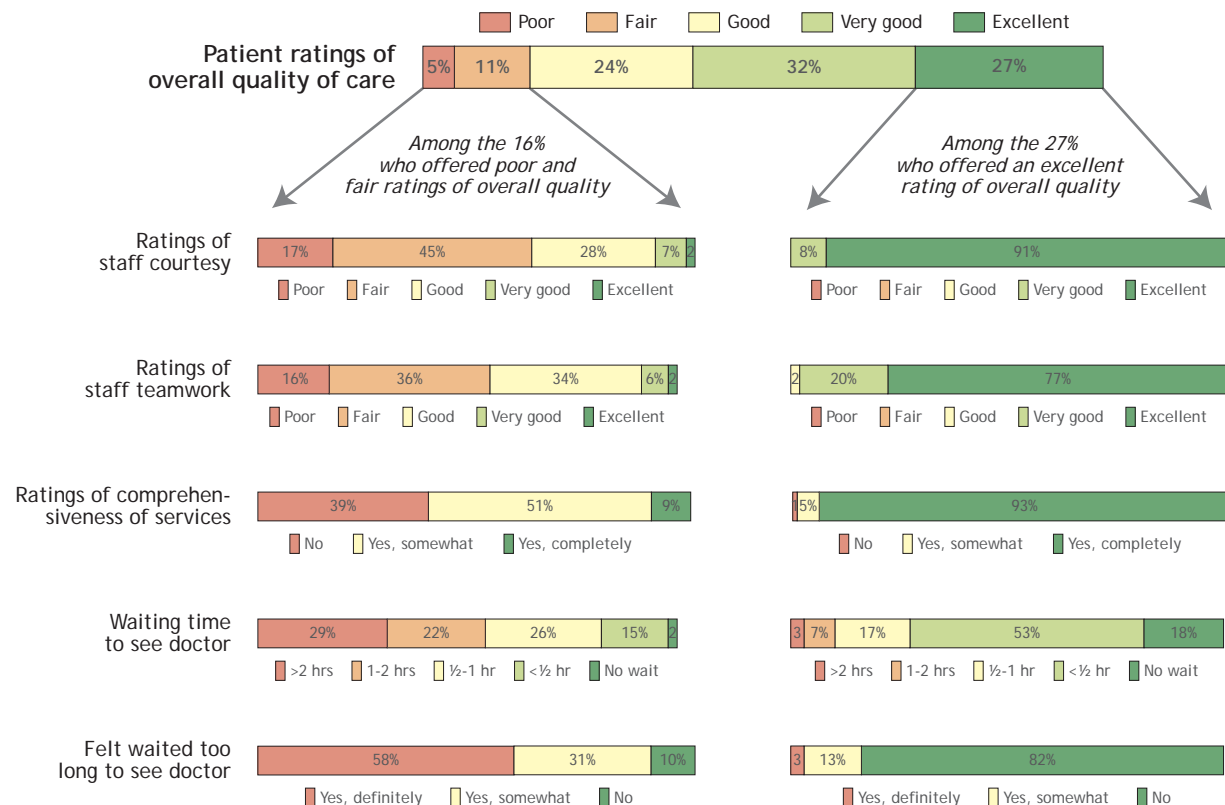 Poor Fair Good Very good Excellent
Patient ratings of
overall quality of care
5% 11% 24% 32% 27%
Among the 16%
who offered poor and
fair ratings of overall quality
Among the 27%
who offered an excellent
rating of overall quality
Ratings of
staff courtesy
17% 45% 28% 7% 2
8% 91%
Poor Fair Good Very good Excellent
Poor Fair Good Very good Excellent
Ratings of
staff teamwork
16% 36% 34% 6% 2
2 20% 77%
Poor Fair Good Very good Excellent
Poor Fair Good Very good Excellent
Ratings of comprehen-
siveness of services
39% 51% 9%
1 5% 93%
No Yes, somewhat Yes, completely
No Yes, somewhat Yes, completely
Waiting time
to see doctor
29% 22% 26% 15% 2
3 7% 17% 53% 18%
>2 hrs 1-2 hrs ½-1 hr <½ hr No wait
>2 hrs 1-2 hrs ½-1 hr <½ hr No wait
Felt waited too
long to see doctor
58% 31% 10%
3 13% 82%
Yes, definitely Yes, somewhat No
Yes, definitely Yes, somewhat No